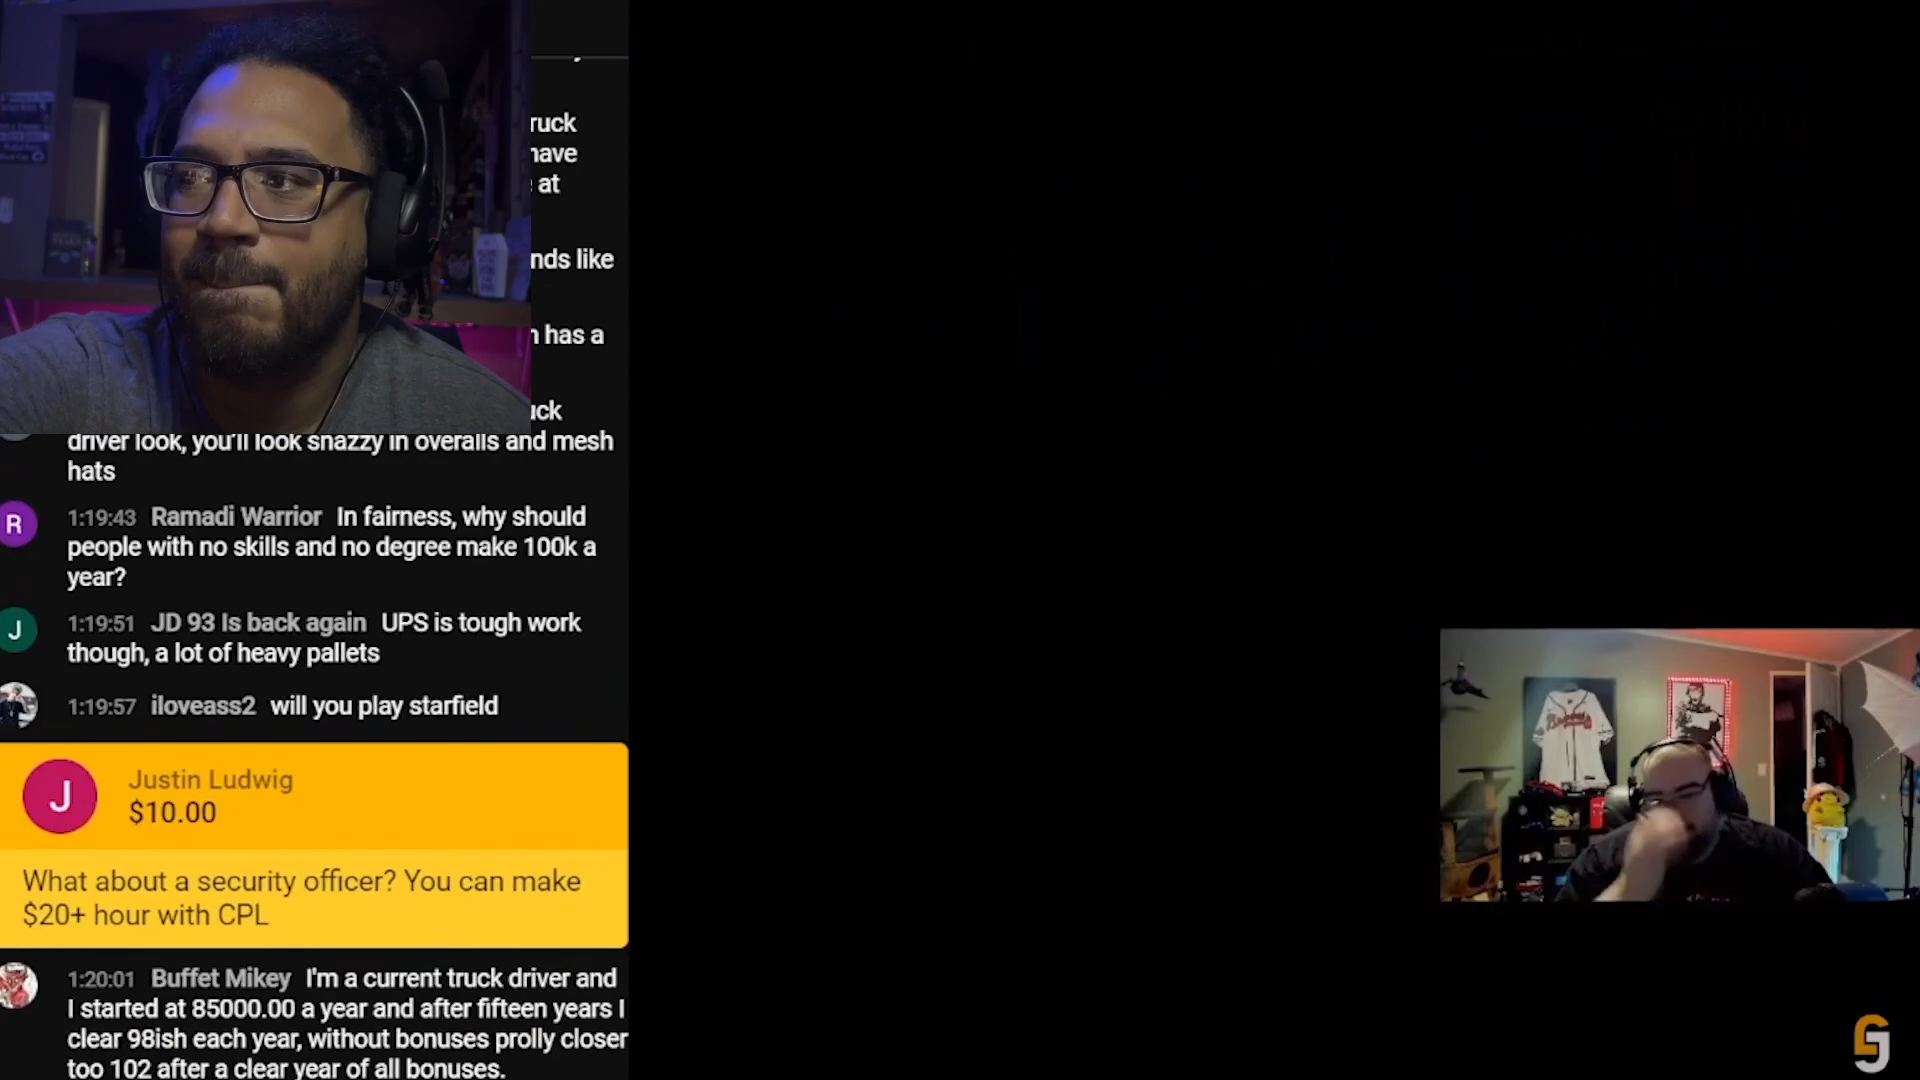 ruck
have
at
nds like
has a
uck
driver look, you'll look snazzy in overalls and mesh
hats
R
1:19:43 Ramadi Warrior In fairness, why should
people with no skills and no degree make 100k a
year?
J
1:19:51 JD 93 Is back again UPS is tough work
though, a lot of heavy pallets
1:19:57 iloveass2 will you play starfield
J
Justin Ludwig
$10.00
What about a security officer? You can make
$20+ hour with CPL
1:20:01 Buffet Mikey I'm a current truck driver and
I started at 85000.00 a year and after fifteen years I
clear 98ish each year, without bonuses prolly closer
too 102 after a clear year of all bonuses.
Braves